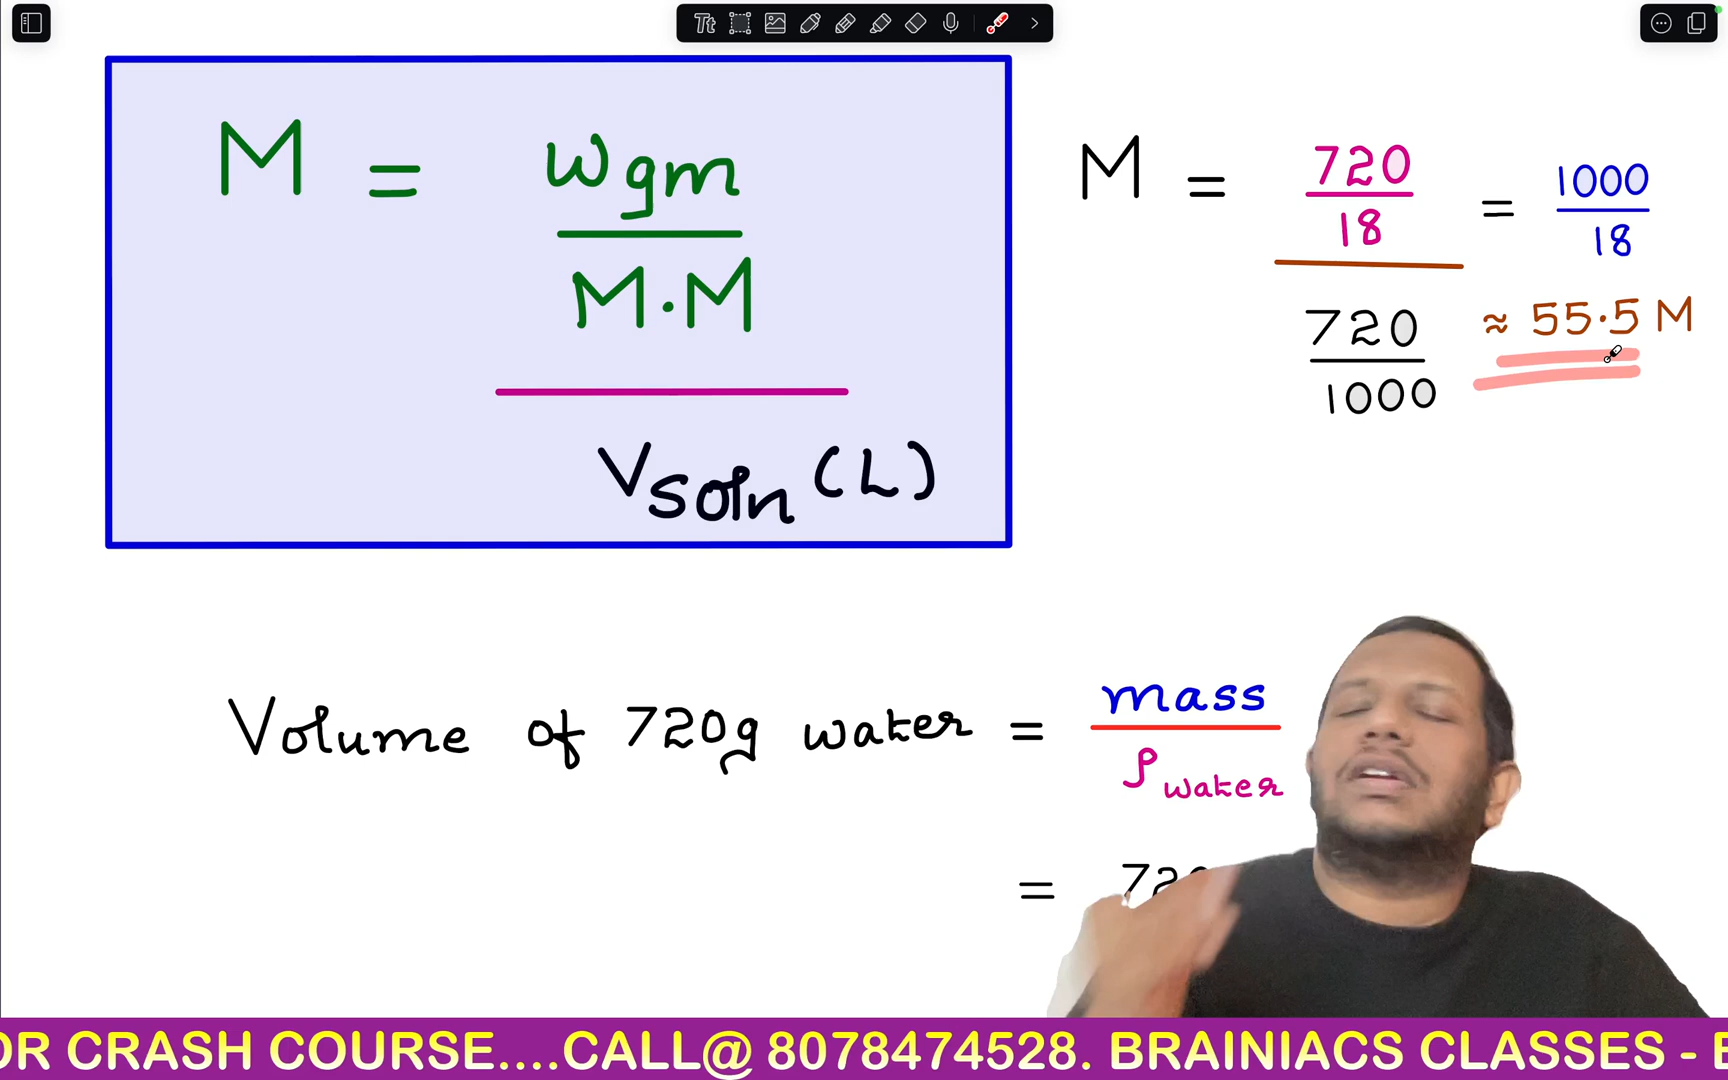 M = wgm / M·M / Vsoln (L)
M = 720/18 / 720/1000 = 1000/18
≈ 55.5 M
Volume of 720g water = mass / ρwater
= 72
OR CRASH COURSE....CALL@ 8078474528. BRAINIACS CLASSES -